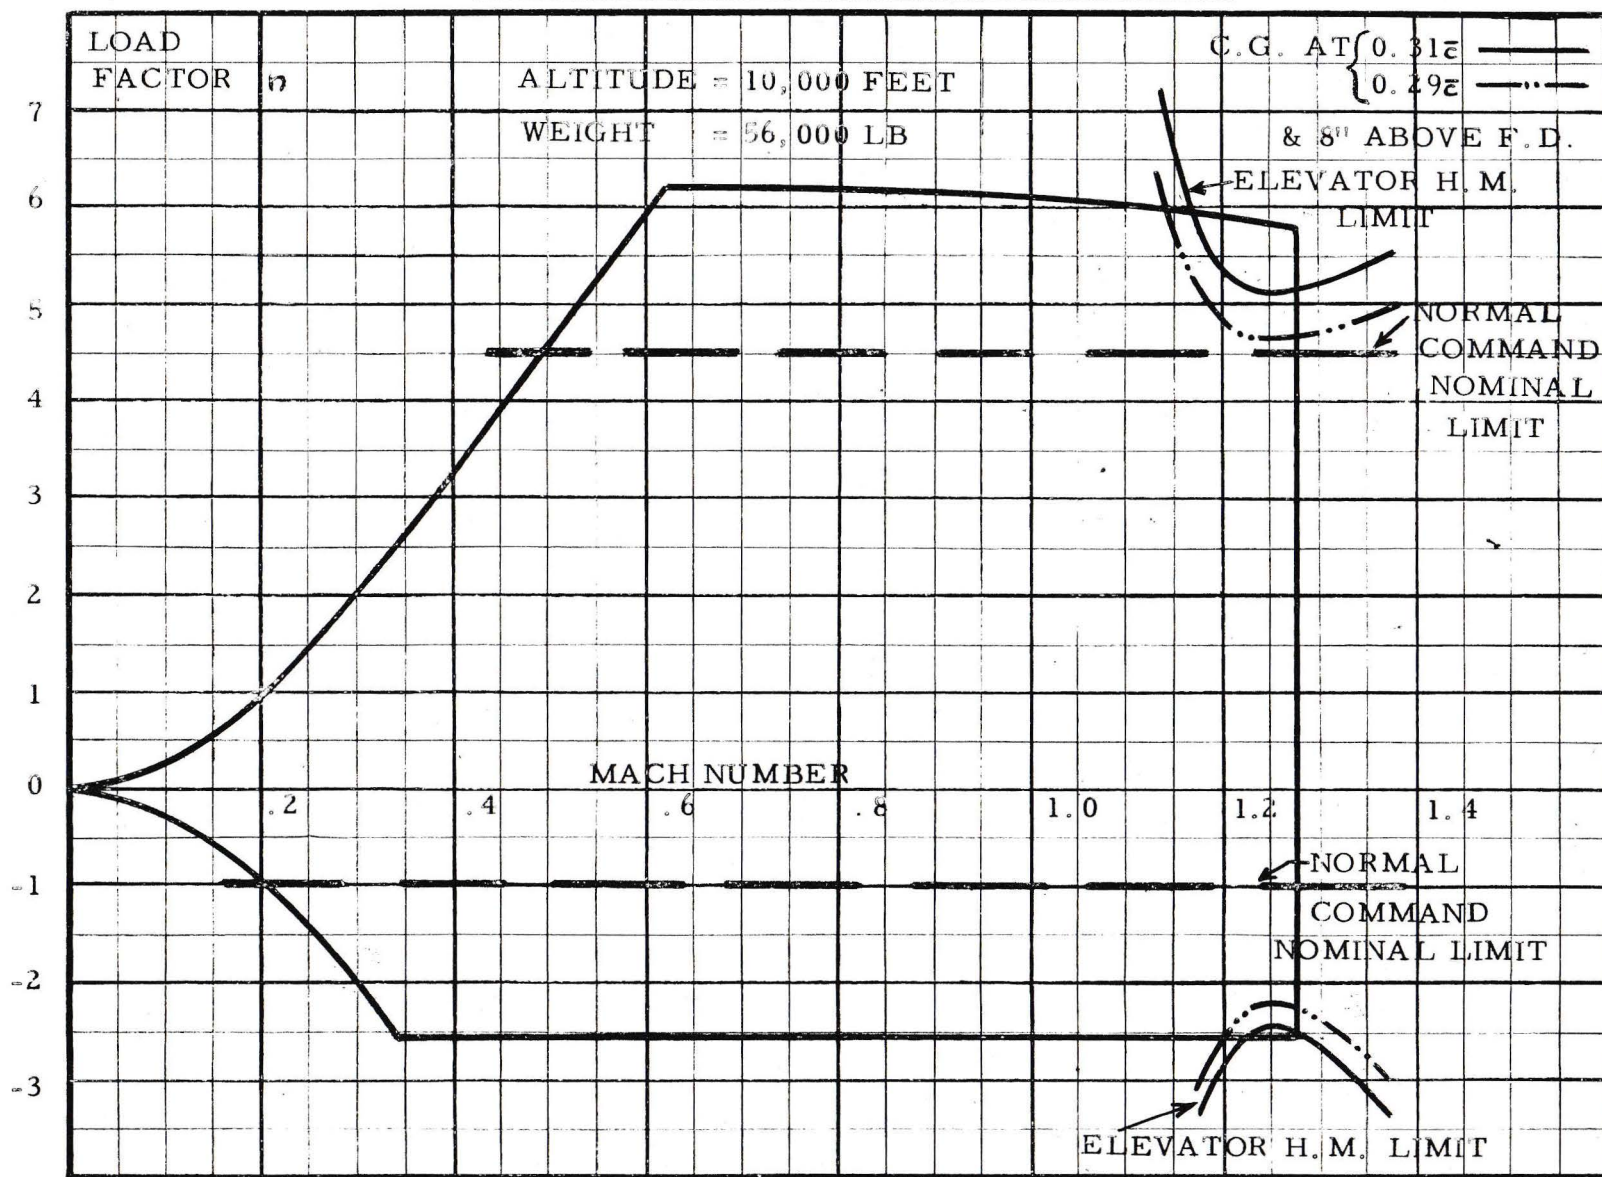 LOAD
FACTOR n
ALTITUDE = 10,000 FEET
WEIGHT = 56,000 LB
C.G. AT { 0.31c̄
0.29c̄
& 8" ABOVE F.D.
ELEVATOR H.M.
LIMIT
NORMAL
COMMAND
NOMINAL
LIMIT
7
6
5
4
3
2
1
0
-1
-2
-3
MACH NUMBER
.2 .4 .6 .8 1.0 1.2 1.4
NORMAL
COMMAND
NOMINAL LIMIT
ELEVATOR H.M. LIMIT